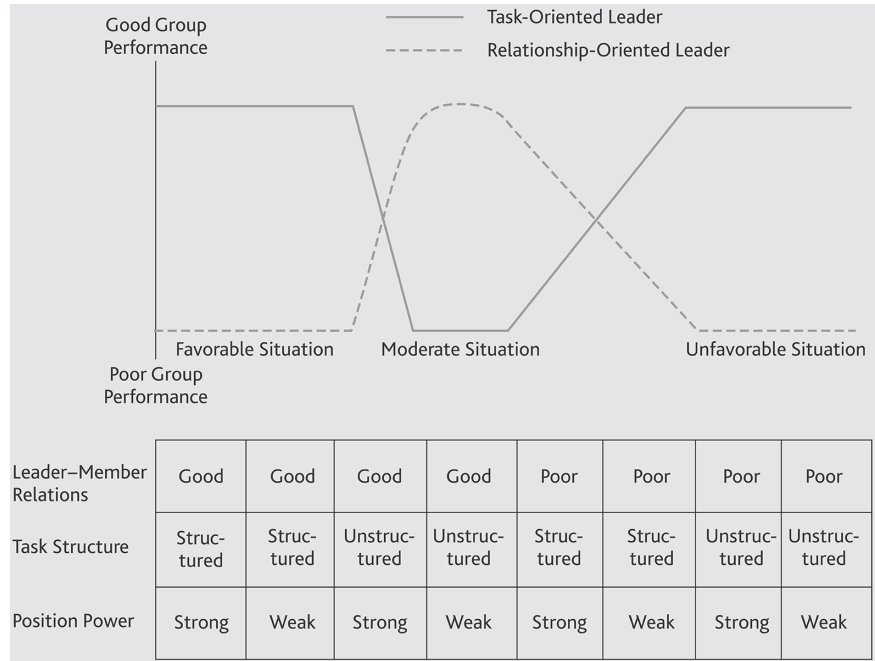 Good Group
Performance
Task-Oriented Leader
Relationship-Oriented Leader
Favorable Situation
Moderate Situation
Unfavorable Situation
Poor Group
Performance
Leader–Member
Relations
Good Good Good Good Poor Poor Poor Poor
Task Structure
Struc- Struc- Unstruc- Unstruc- Struc- Struc- Unstruc- Unstruc-
tured tured tured tured tured tured tured tured
Position Power
Strong Weak Strong Weak Strong Weak Strong Weak